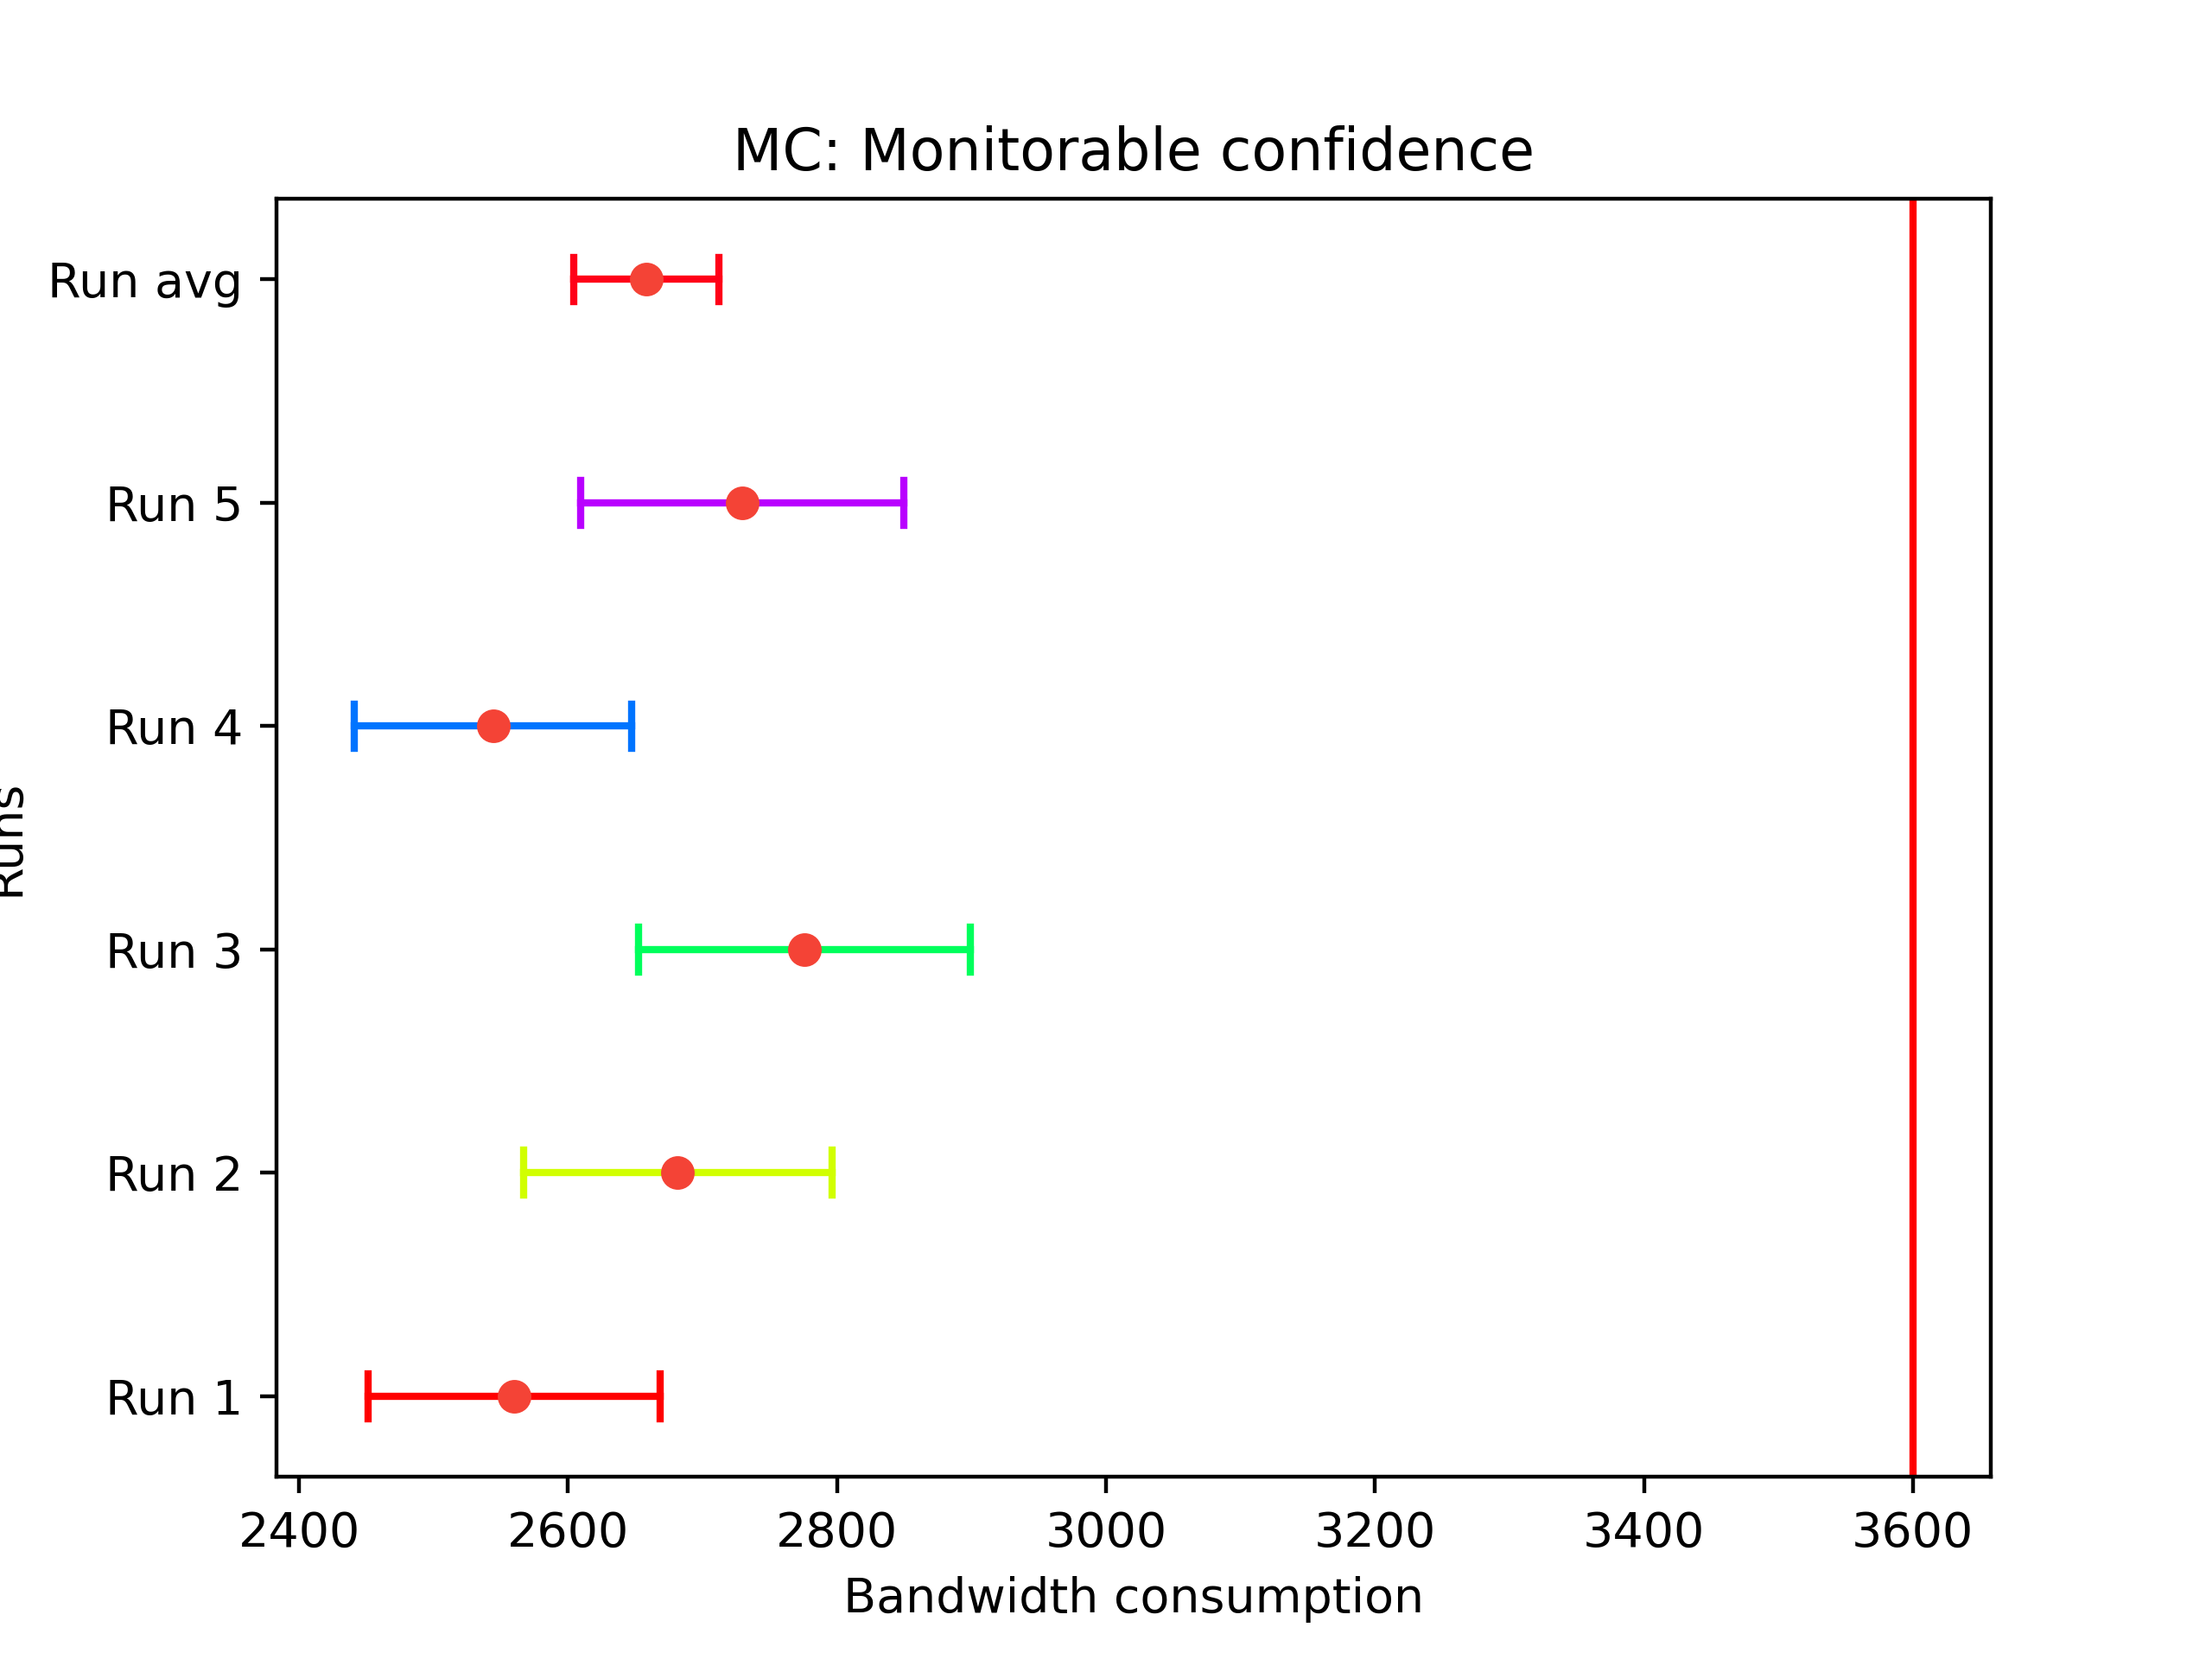 MC: Monitorable confidence
Run avg
Run 5
Run 4
Run 3
Run 2
Run 1
Runs
2400 2600 2800 3000 3200 3400 3600
Bandwidth consumption